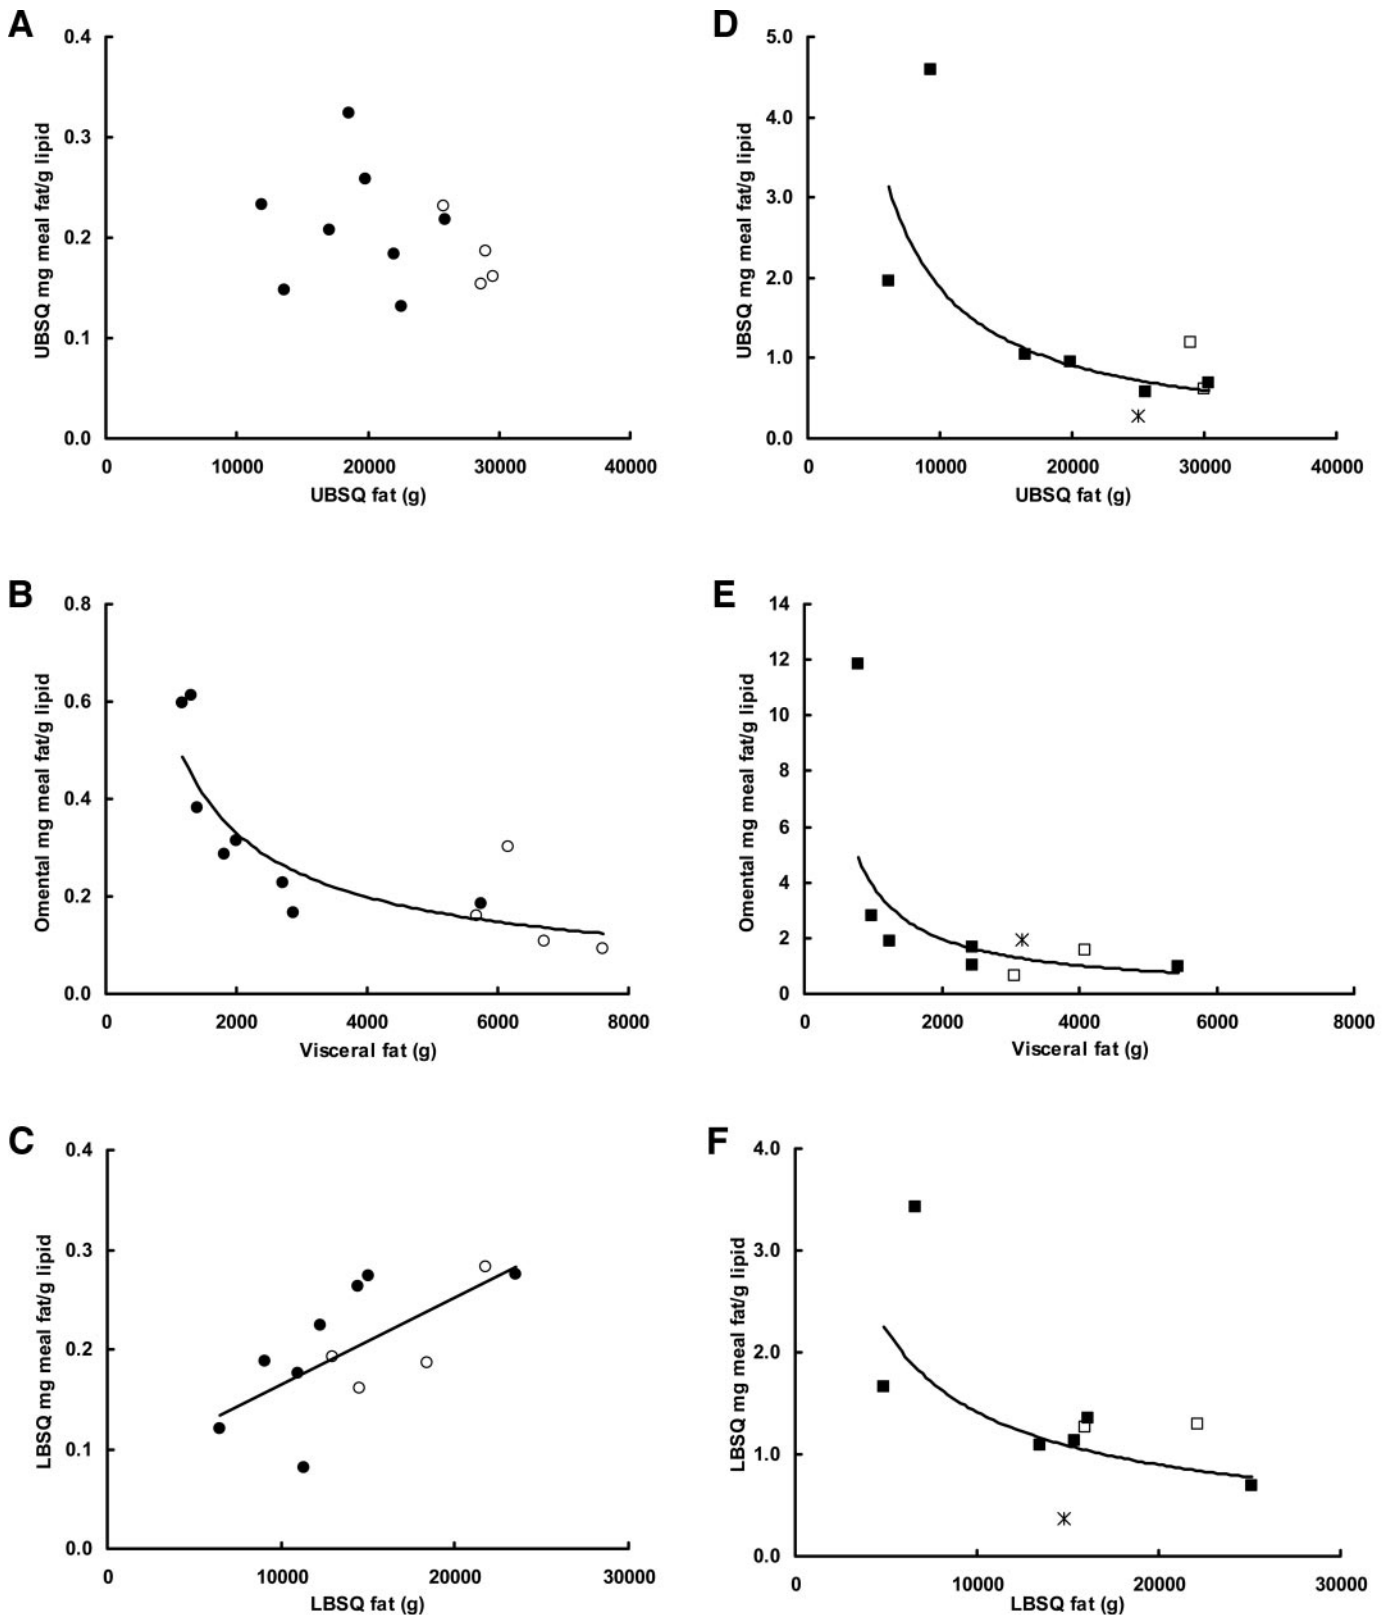 A
0.4
0.3
0.2
0.1
0.0
UBSQ mg meal fat/g lipid
0 10000 20000 30000 40000
UBSQ fat (g)
D
5.0
4.0
3.0
2.0
1.0
0.0
UBSQ mg meal fat/g lipid
0 10000 20000 30000 40000
UBSQ fat (g)
B
0.8
0.6
0.4
0.2
0.0
Omental mg meal fat/g lipid
0 2000 4000 6000 8000
Visceral fat (g)
E
14
12
10
8
6
4
2
0
Omental mg meal fat/g lipid
0 2000 4000 6000 8000
Visceral fat (g)
C
0.4
0.3
0.2
0.1
0.0
LBSQ mg meal fat/g lipid
0 10000 20000 30000
LBSQ fat (g)
F
4.0
3.0
2.0
1.0
0.0
LBSQ mg meal fat/g lipid
0 10000 20000 30000
LBSQ fat (g)